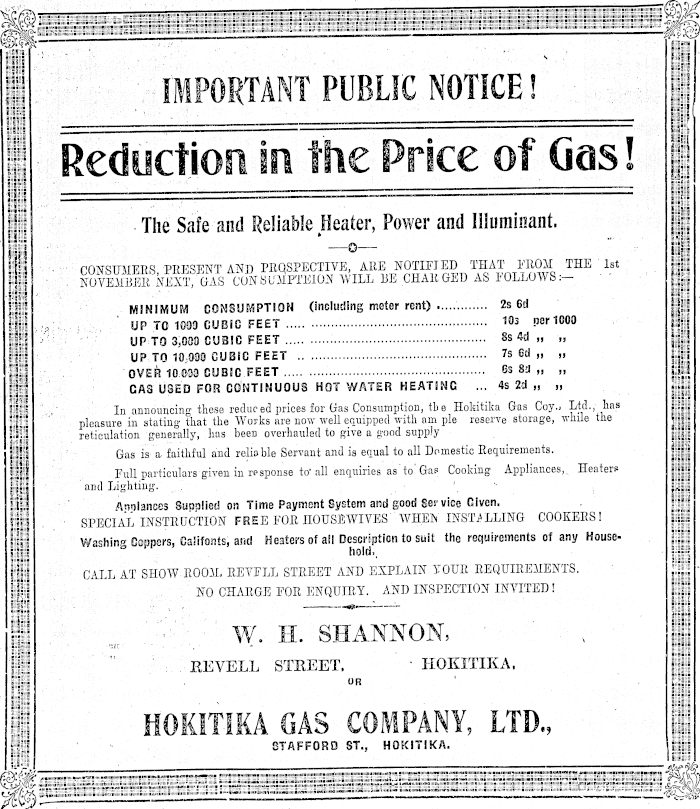 IMPORTANT PUBLIC NOTICE!
Reduction in the Price of Gas!
The Safe and Reliable Heater, Power and Illuminant.
CONSUMERS, PRESENT AND PROSPECTIVE, ARE NOTIFIED THAT FROM THE 1st
NOVEMBER NEXT, GAS CONSUMPTEION WILL BE CHARGED AS FOLLOWS:—
MINIMUM CONSUMPTION (including meter rent) ............ 2s 6d
UP TO 1000 CUBIC FEET ..... ............................................. 10s per 1000
UP TO 3,000 CUBIC FEET ..... ............................................. 8s 4d ,, ,,
UP TO 10,000 CUBIC FEET .. ............................................. 7s 6d ,, ,,
OVER 10,000 CUBIC FEET ..... ............................................. 6s 8d ,, ,,
GAS USED FOR CONTINUOUS HOT WATER HEATING ... 4s 2d ,, ,,
In announcing these reduced prices for Gas Consumption, the Hokitika Gas Coy., Ltd., has
pleasure in stating that the Works are now well equipped with am ple reserve storage, while the
reticulation generally, has been overhauled to give a good supply
Gas is a faithful and reliable Servant and is equal to all Domestic Requirements.
Full particulars given in response to all enquiries as to Gas Cooking Appliances, Heaters
and Lighting.
Appliances Supplied on Time Payment System and good Service Given.
SPECIAL INSTRUCTION FREE FOR HOUSEWIVES WHEN INSTALLING COOKERS!
Washing Coppers, Califonts, and Heaters of all Description to suit the requirements of any House-
hold.
CALL AT SHOW ROOM, REVELL STREET AND EXPLAIN YOUR REQUIREMENTS.
NO CHARGE FOR ENQUIRY. AND INSPECTION INVITED!
W. H. SHANNON,
REVELL STREET, HOKITIKA,
OR
HOKITIKA GAS COMPANY, LTD.,
STAFFORD ST., HOKITIKA.